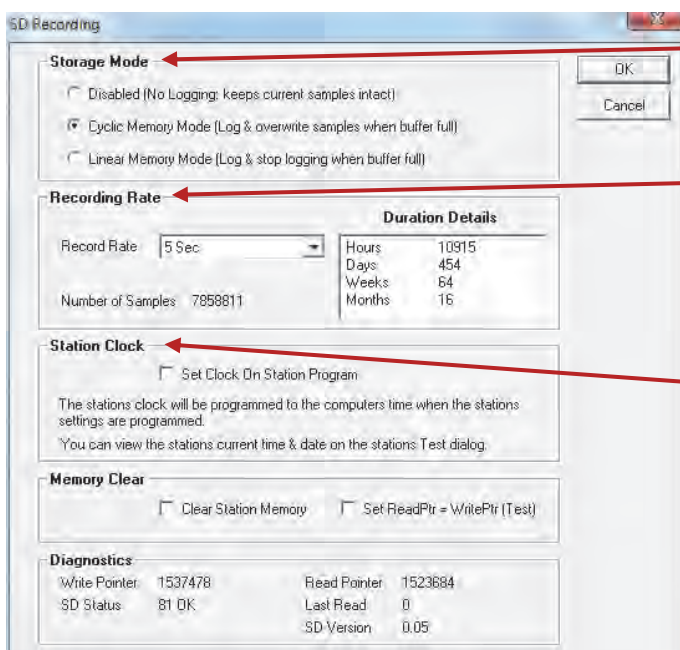 SD Recording
Storage Mode
OK
Disabled (No Logging: keeps current samples intact)
Cancel
Cyclic Memory Mode (Log & overwrite samples when buffer full)
Linear Memory Mode (Log & stop logging when buffer full)
Recording Rate
Duration Details
Record Rate 5 Sec
Hours 10915
Days 454
Weeks 64
Months 16
Number of Samples 7858811
Station Clock
Set Clock On Station Program
The stations clock will be programmed to the computers time when the stations
settings are programmed.
You can view the stations current time & date on the stations Test dialog.
Memory Clear
Clear Station Memory Set ReadPtr = WritePtr (Test)
Diagnostics
Write Pointer 1537478 Read Pointer 1523684
SD Status 81 OK Last Read 0
SD Version 0.05